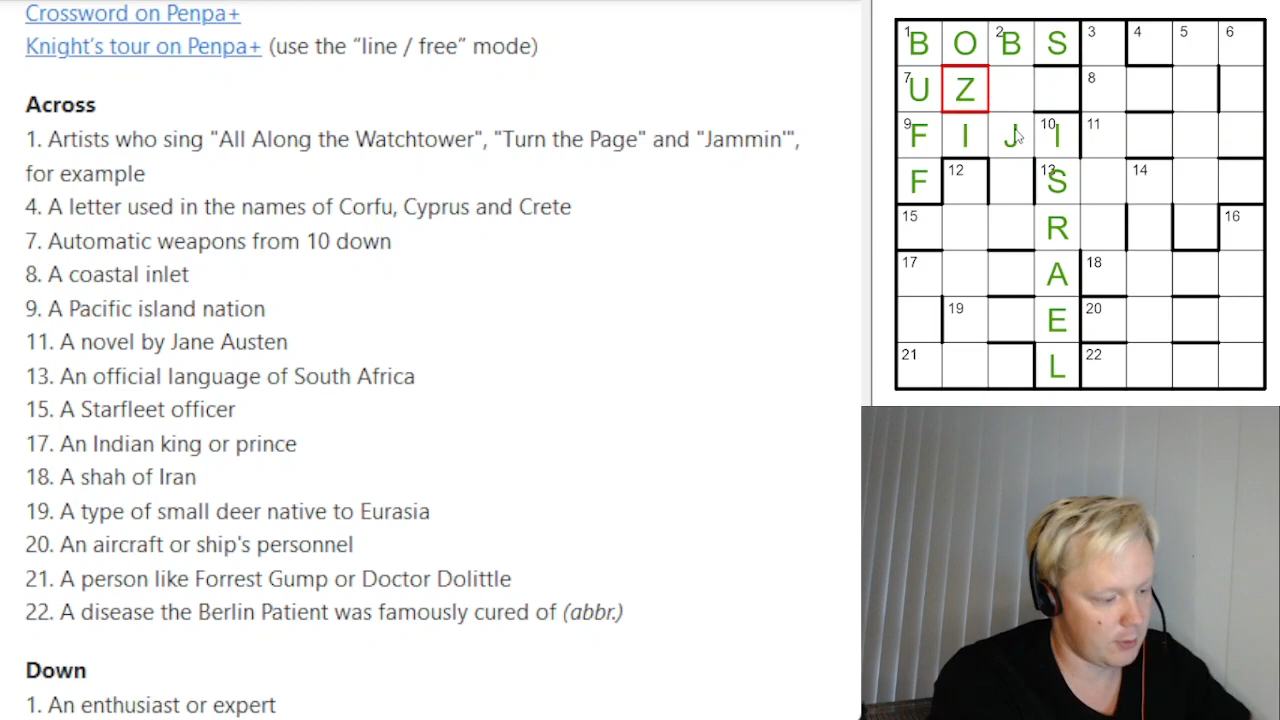 Crossword on Penpa+
Knight's tour on Penpa+ (use the “line / free” mode)
Across
1. Artists who sing "All Along the Watchtower", "Turn the Page" and "Jammin'",
for example
4. A letter used in the names of Corfu, Cyprus and Crete
7. Automatic weapons from 10 down
8. A coastal inlet
9. A Pacific island nation
11. A novel by Jane Austen
13. An official language of South Africa
15. A Starfleet officer
17. An Indian king or prince
18. A shah of Iran
19. A type of small deer native to Eurasia
20. An aircraft or ship's personnel
21. A person like Forrest Gump or Doctor Dolittle
22. A disease the Berlin Patient was famously cured of (abbr.)
Down
1. An enthusiast or expert
1 B O 2 B S 3 4 5 6
7 U Z 8
9 F I J 10 I 11
F 12 13 S 14
15 R 16
17 A 18
19 E 20
21 L 22